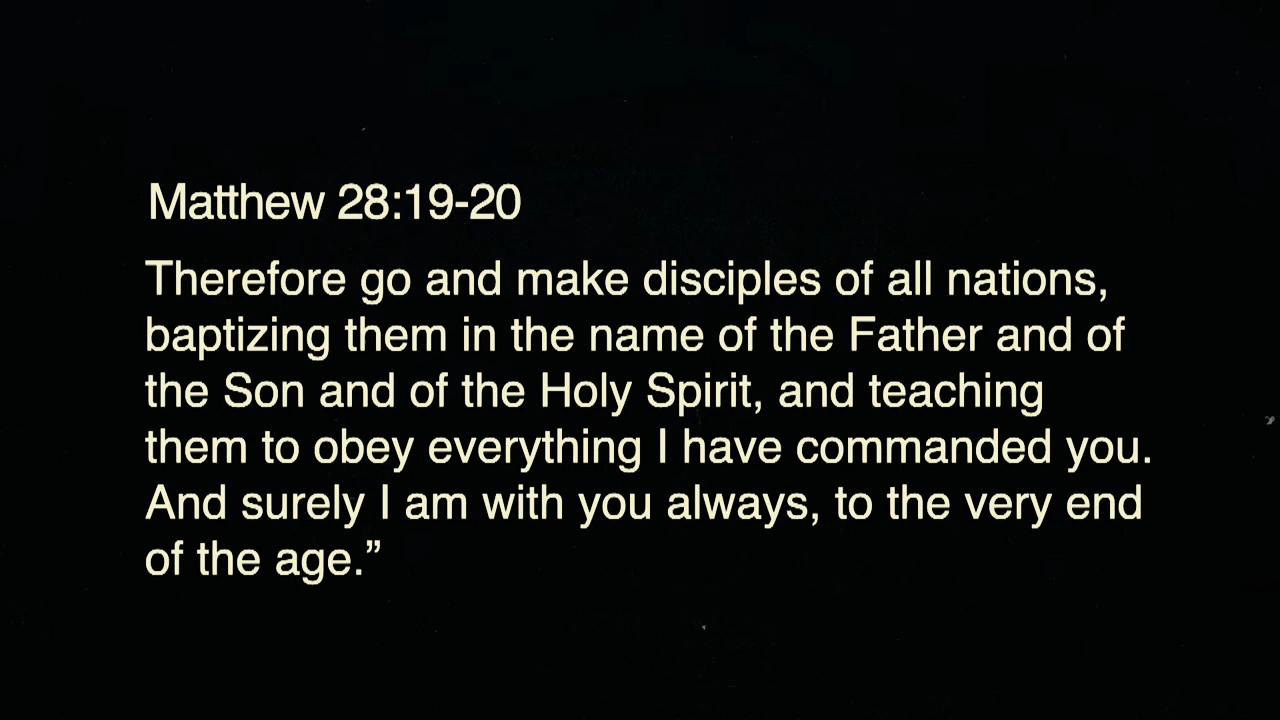 Matthew 28:19-20
Therefore go and make disciples of all nations,
baptizing them in the name of the Father and of
the Son and of the Holy Spirit, and teaching
them to obey everything I have commanded you.
And surely I am with you always, to the very end
of the age.”